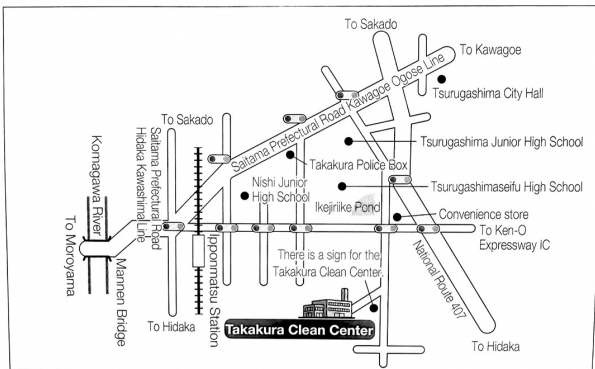 To Sakado
To Kawagoe
Saitama Prefectural Road Kawagoe Ogose Line
Tsurugashima City Hall
To Sakado
Tsurugashima Junior High School
Takakura Police Box
Nishi Junior
High School
Tsurugashimaseifu High School
Ikejiriike Pond
Convenience store
To Ken-O
Expressway IC
Saitama Prefectural Road
Hidaka Kawashima Line
Komagawa River
To Moroyama
Mannen Bridge
Ipponmatsu Station
There is a sign for the
Takakura Clean Center.
National Route 407
To Hidaka
Takakura Clean Center
To Hidaka